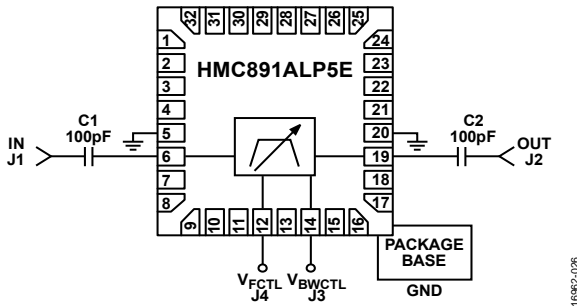 32 31 30 29 28 27 26 25
1 24
HMC891ALP5E
2 23
3 22
4 21
C1
100pF
5 20
C2
100pF
IN
J1
6 19
OUT
J2
7 18
8 17
9 10 11 12 13 14 15 16
PACKAGE
BASE
GND
VFCTL
J4
VBWCTL
J3
16962-026